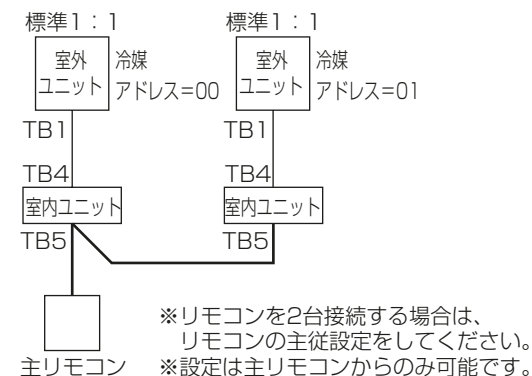 標準1：1
標準1：1
室外
ユニット
冷媒
アドレス=00
室外
ユニット
冷媒
アドレス=01
TB1
TB1
TB4
TB4
室内ユニット
室内ユニット
TB5
TB5
※リモコンを2台接続する場合は、
リモコンの主従設定をしてください。
主リモコン
※設定は主リモコンからのみ可能です。